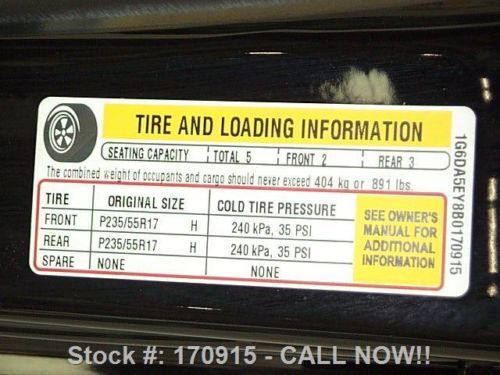 TIRE AND LOADING INFORMATION
SEATING CAPACITY TOTAL 5 FRONT 2 REAR 3
The combined weight of occupants and cargo should never exceed 404 kg or 891 lbs.
TIRE ORIGINAL SIZE COLD TIRE PRESSURE
FRONT P235/55R17 H 240 kPa, 35 PSI
REAR P235/55R17 H 240 kPa, 35 PSI
SPARE NONE NONE
SEE OWNER'S
MANUAL FOR
ADDITIONAL
INFORMATION
1G6DA5EY8B0170915
Stock #: 170915 - CALL NOW!!